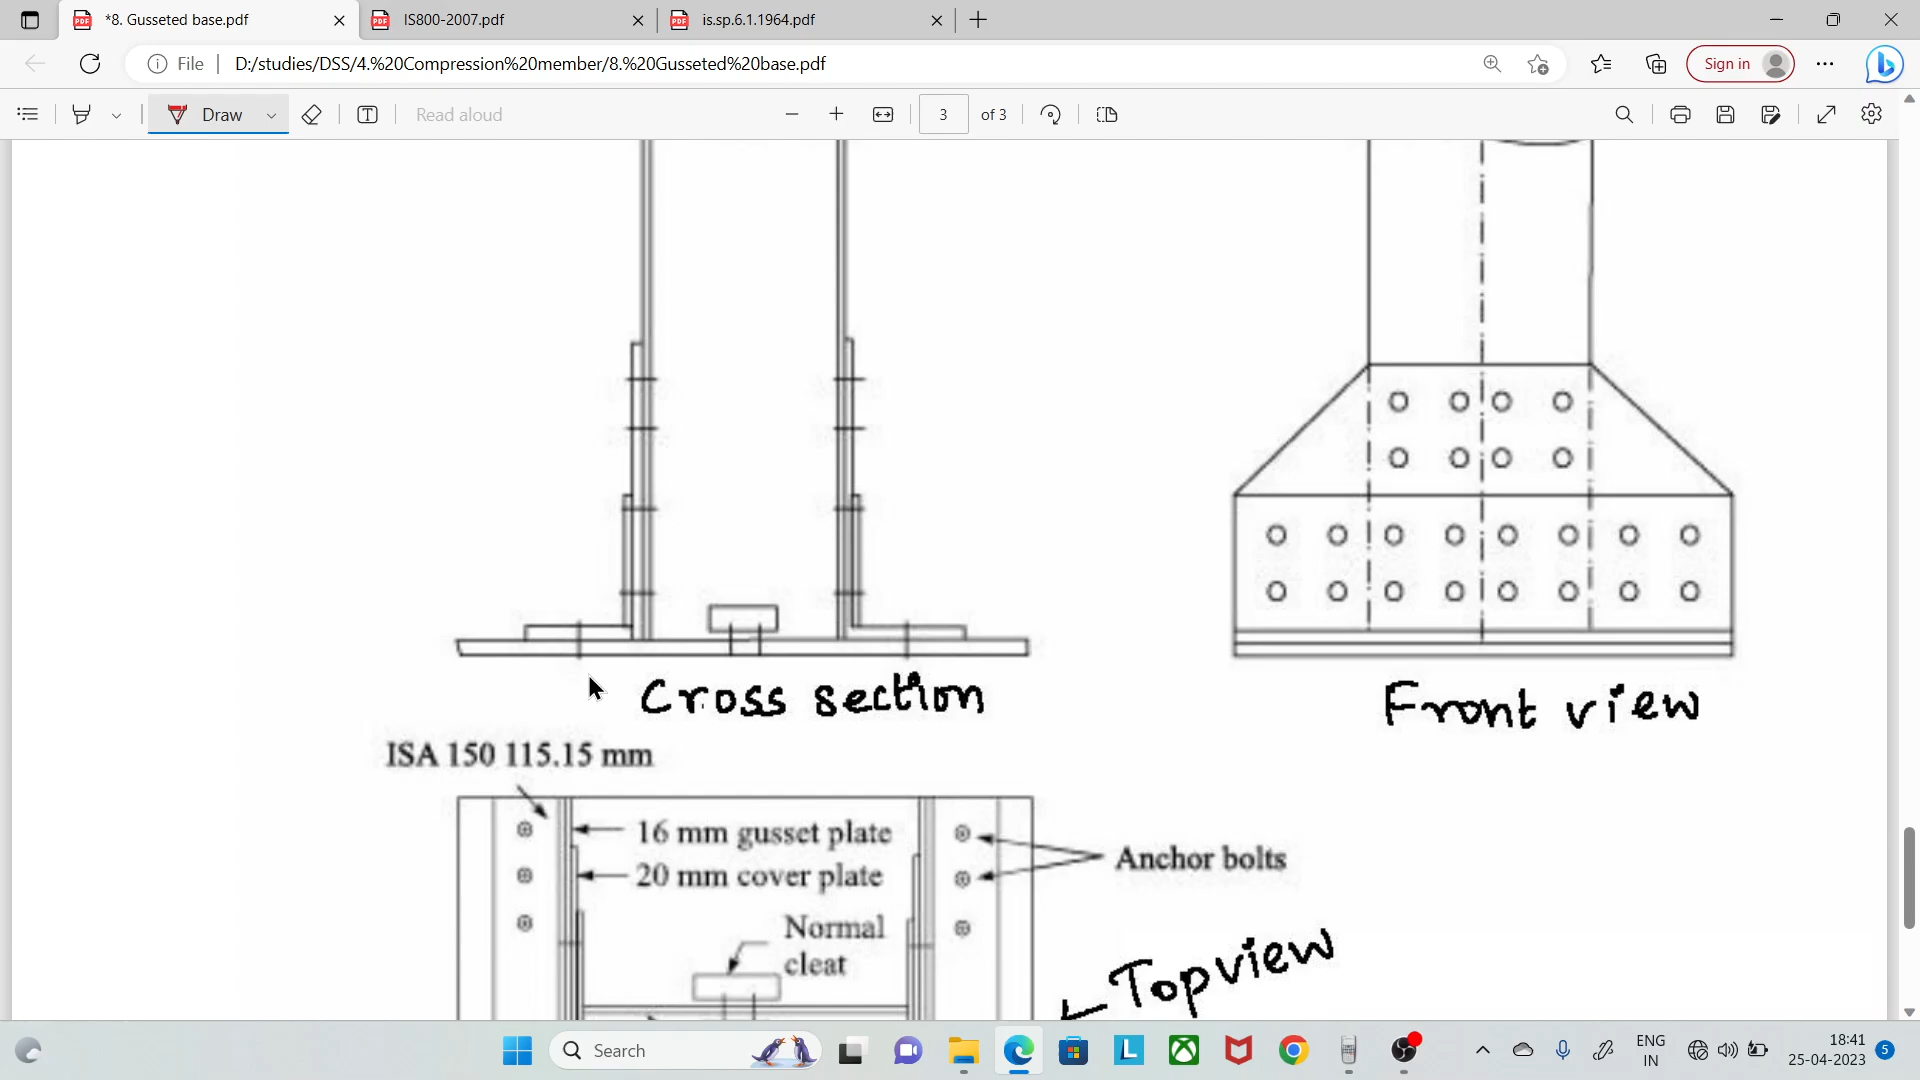 *8. Gusseted base.pdf
IS800-2007.pdf
is.sp.6.1.1964.pdf
File
D:/studies/DSS/4.%20Compression%20member/8.%20Gusseted%20base.pdf
Sign in
Draw
Read aloud
3
of 3
Cross section
Front view
ISA 150 115.15 mm
16 mm gusset plate
20 mm cover plate
Anchor bolts
Normal
cleat
Topview
Search
ENG
IN
18:41
25-04-2023
5